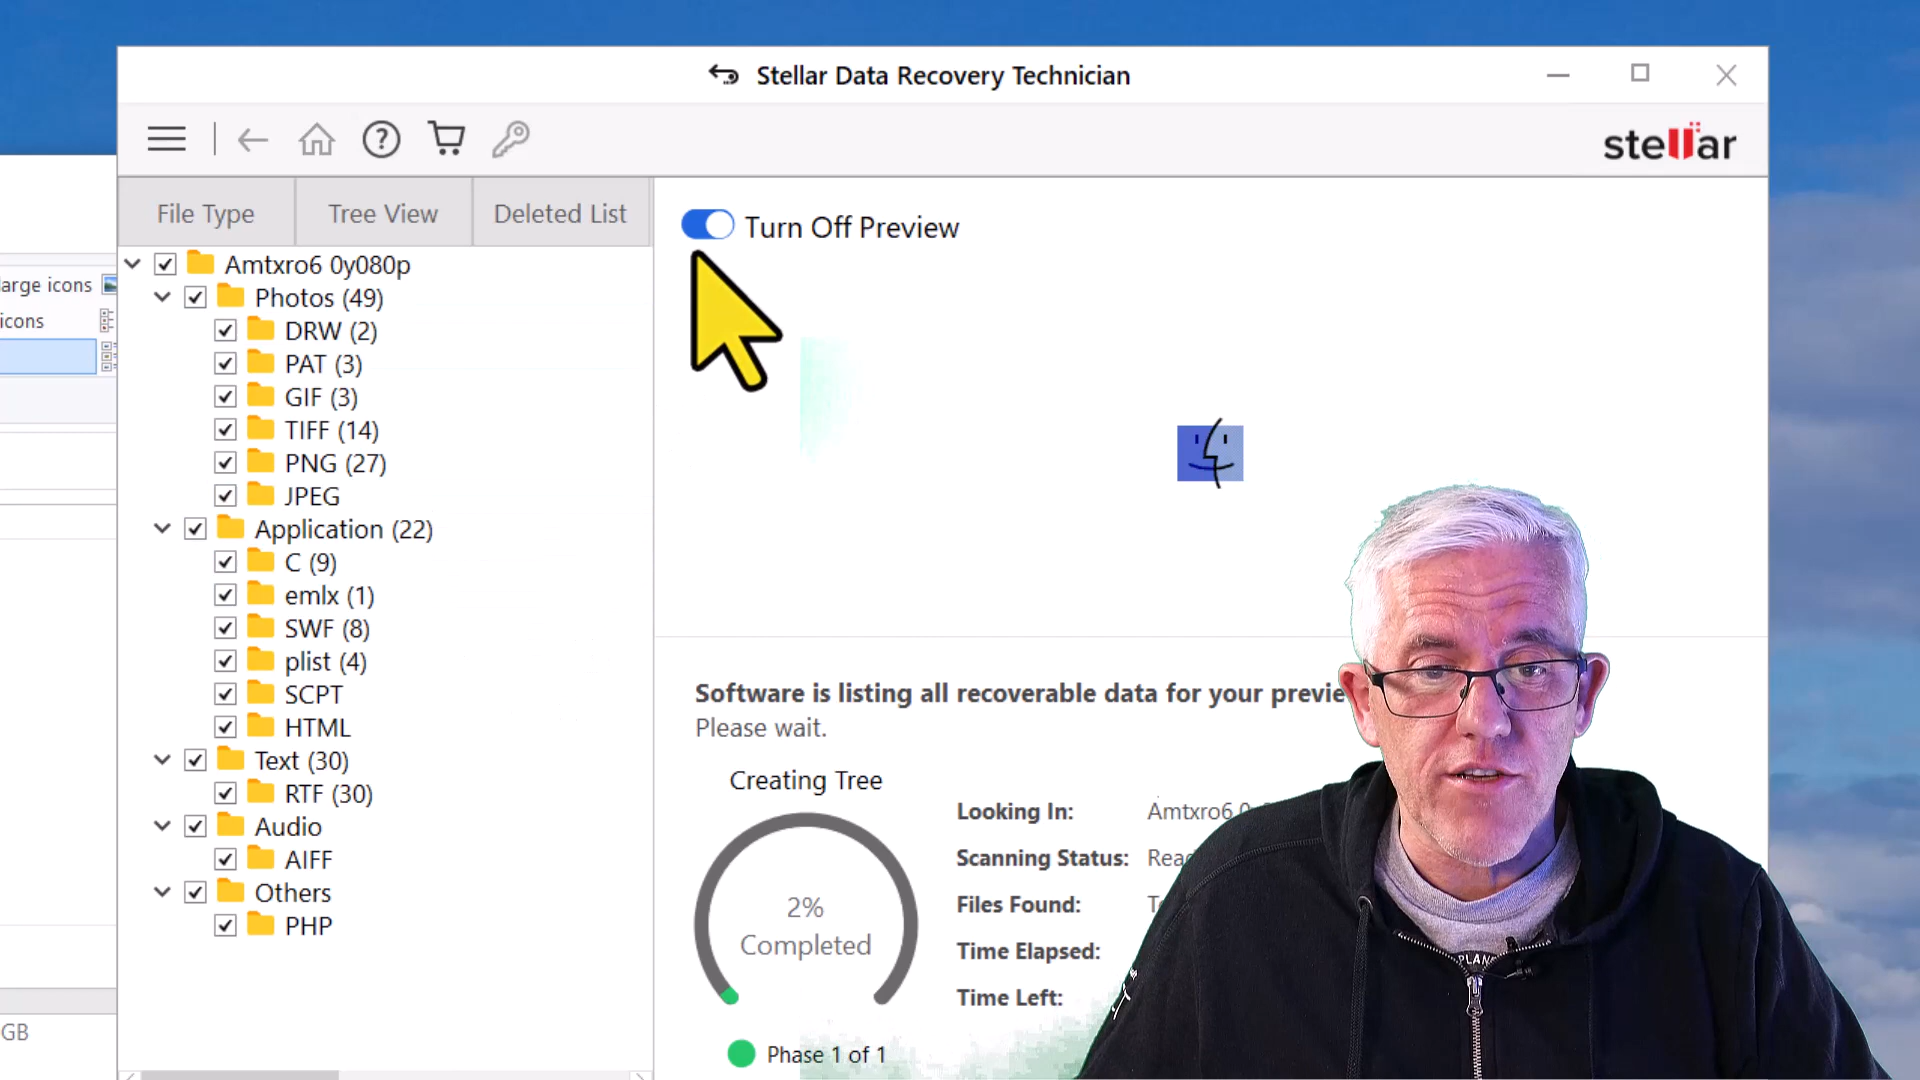 Stellar Data Recovery Technician
stellar
File Type
Tree View
Deleted List
Turn Off Preview
arge icons
icons
GB
Amtxro6 0y080p
Photos (49)
DRW (2)
PAT (3)
GIF (3)
TIFF (14)
PNG (27)
JPEG
Application (22)
C (9)
emlx (1)
SWF (8)
plist (4)
SCPT
HTML
Text (30)
RTF (30)
Audio
AIFF
Others
PHP
Software is listing all recoverable data for your previe
Please wait.
Creating Tree
2%
Completed
Phase 1 of 1
Looking In: Amtxro6
Scanning Status: Rea
Files Found:
Time Elapsed:
Time Left:
PLAN